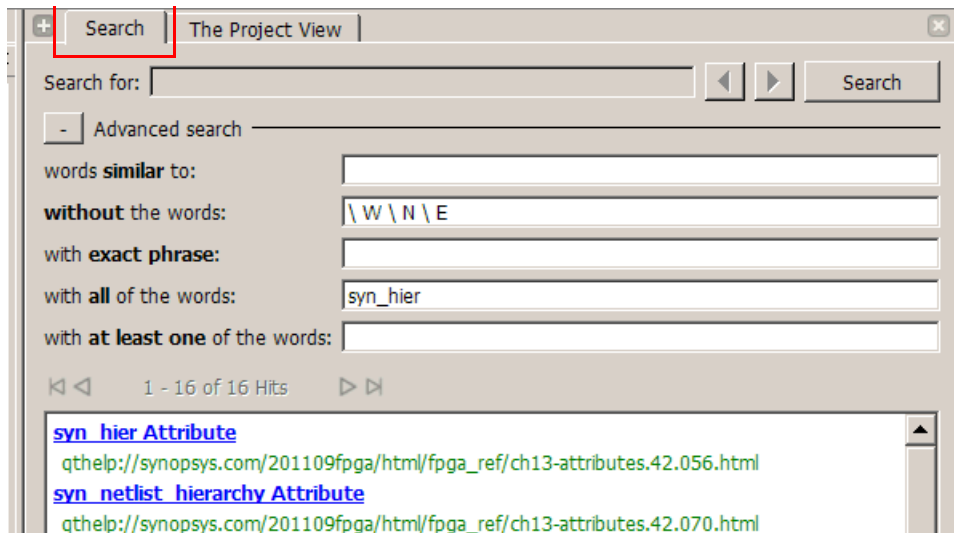 Search The Project View
Search for: Search
- Advanced search
words similar to:
without the words: \ W \ N \ E
with exact phrase:
with all of the words: syn_hier
with at least one of the words:
1 - 16 of 16 Hits
syn_hier Attribute
qthelp://synopsys.com/201109fpga/html/fpga_ref/ch13-attributes.42.056.html
syn_netlist_hierarchy Attribute
qthelp://synopsys.com/201109fpga/html/fpga_ref/ch13-attributes.42.070.html